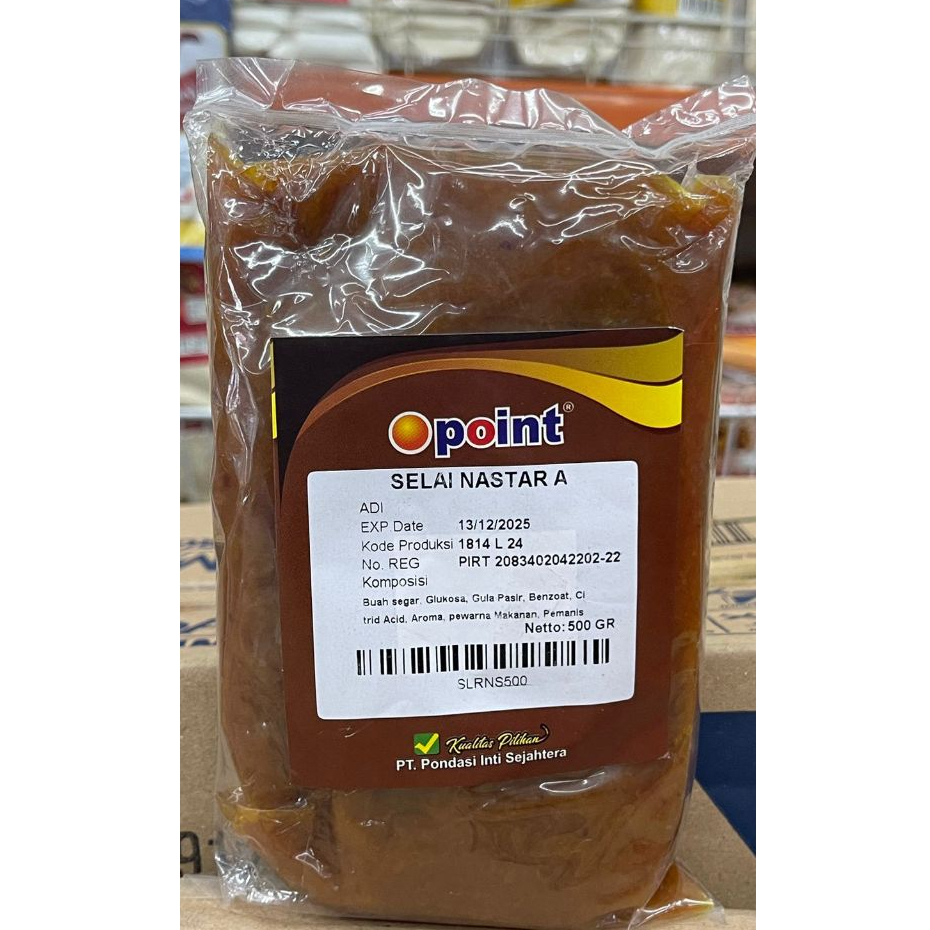 Opoint®
SELAI NASTAR A
ADI
EXP.Date 13/12/2025
Kode Produksi 1814 L 24
No. REG PIRT 2083402042202-22
Komposisi
Buah segar, Glukosa, Gula Pasir, Benzoat, Ci
trid Acid, Aroma, pewarna Makanan, Pemanis
Netto: 500 GR
SLRNS500
Kualitas Pilihan
PT. Pondasi Inti Sejahtera